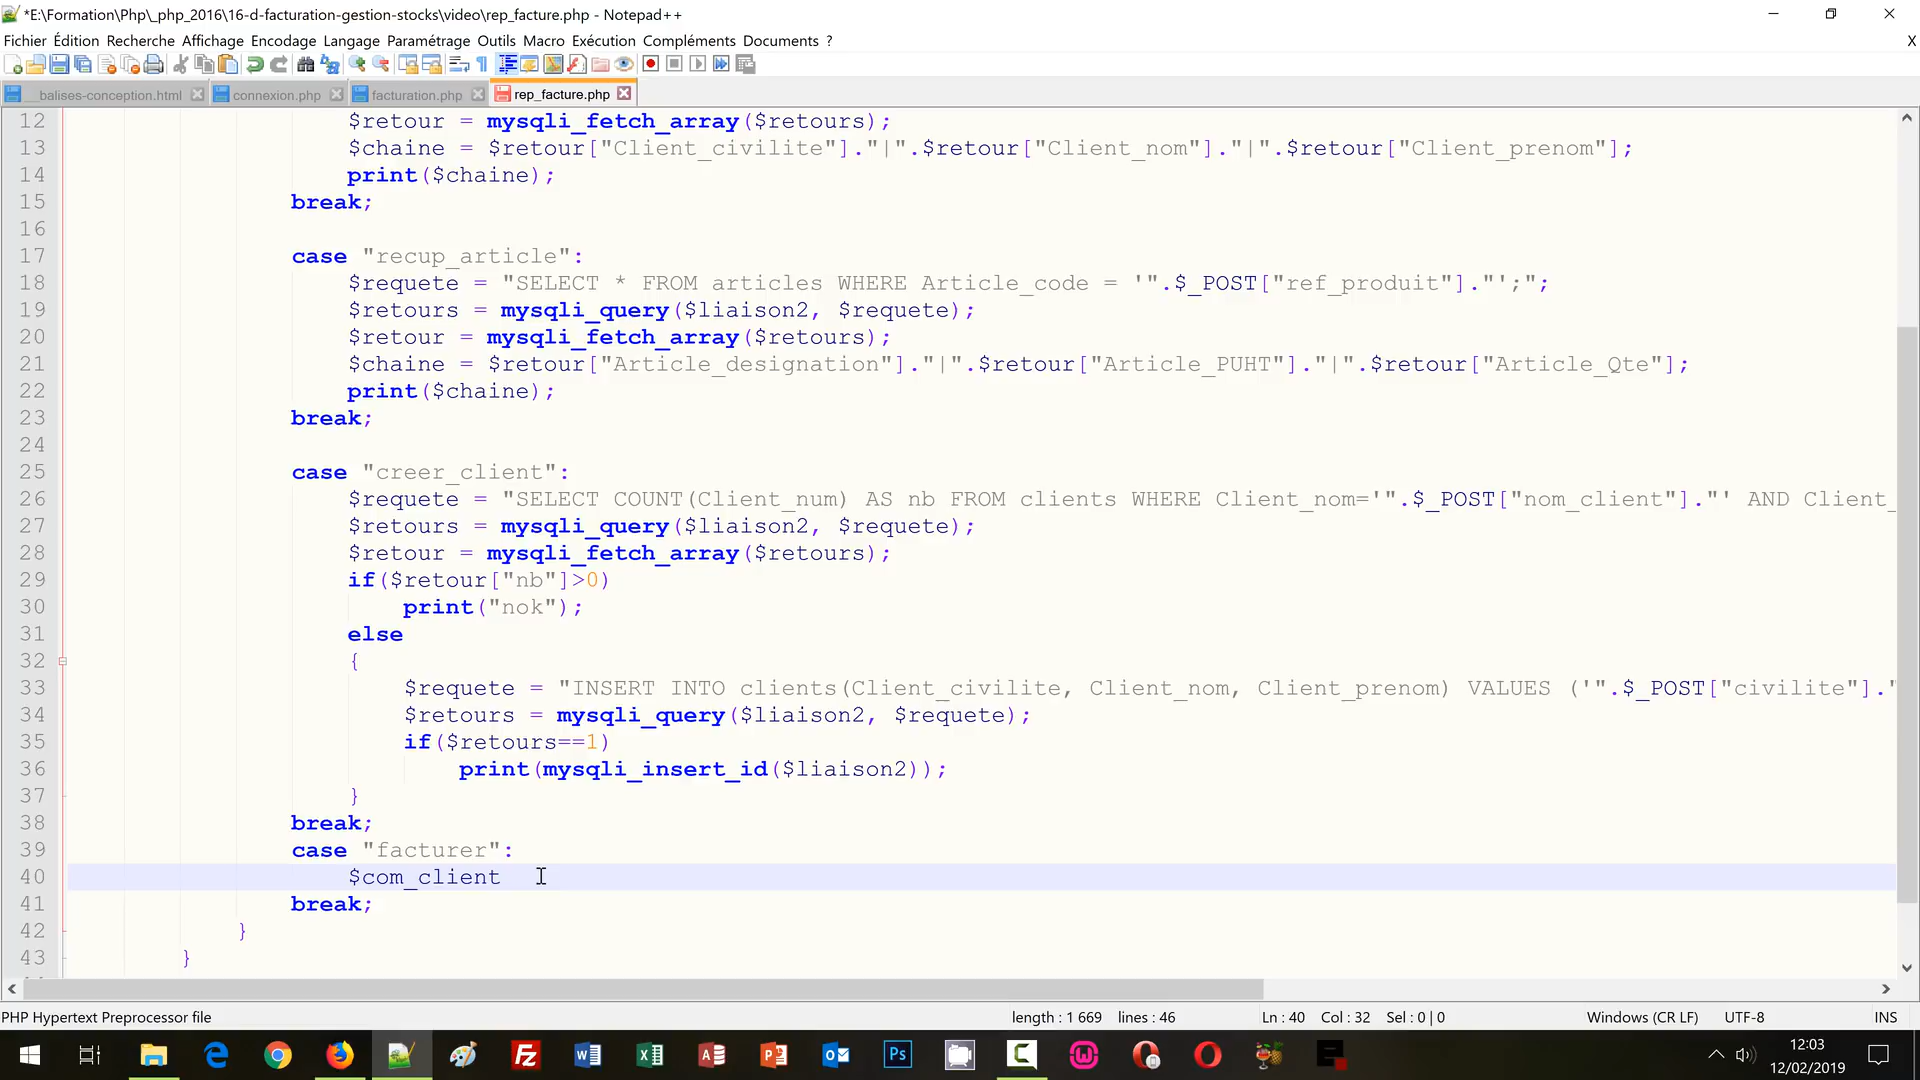 *E:\Formation\Php\_php_2016\16-d-facturation-gestion-stocks\video\rep_facture.php - Notepad++
Fichier Édition Recherche Affichage Encodage Langage Paramétrage Outils Macro Exécution Compléments Documents ?
X
__balises-conception.html connexion.php facturation.php rep_facture.php
12 $retour = mysqli_fetch_array($retours);
13 $chaine = $retour["Client_civilite"]."|".$retour["Client_nom"]."|".$retour["Client_prenom"];
14 print($chaine);
15 break;
16
17 case "recup_article":
18 $requete = "SELECT * FROM articles WHERE Article_code = '".$_POST["ref_produit"]."';";
19 $retours = mysqli_query($liaison2, $requete);
20 $retour = mysqli_fetch_array($retours);
21 $chaine = $retour["Article_designation"]."|".$retour["Article_PUHT"]."|".$retour["Article_Qte"];
22 print($chaine);
23 break;
24
25 case "creer_client":
26 $requete = "SELECT COUNT(Client_num) AS nb FROM clients WHERE Client_nom='".$_POST["nom_client"]."' AND Client_
27 $retours = mysqli_query($liaison2, $requete);
28 $retour = mysqli_fetch_array($retours);
29 if($retour["nb"]>0)
30 print("nok");
31 else
32 {
33 $requete = "INSERT INTO clients(Client_civilite, Client_nom, Client_prenom) VALUES ('".$_POST["civilite"]."
34 $retours = mysqli_query($liaison2, $requete);
35 if($retours==1)
36 print(mysqli_insert_id($liaison2));
37 }
38 break;
39 case "facturer":
40 $com_client
41 break;
42 }
43 }
PHP Hypertext Preprocessor file length : 1 669 lines : 46 Ln : 40 Col : 32 Sel : 0 | 0 Windows (CR LF) UTF-8 INS
12:03
12/02/2019